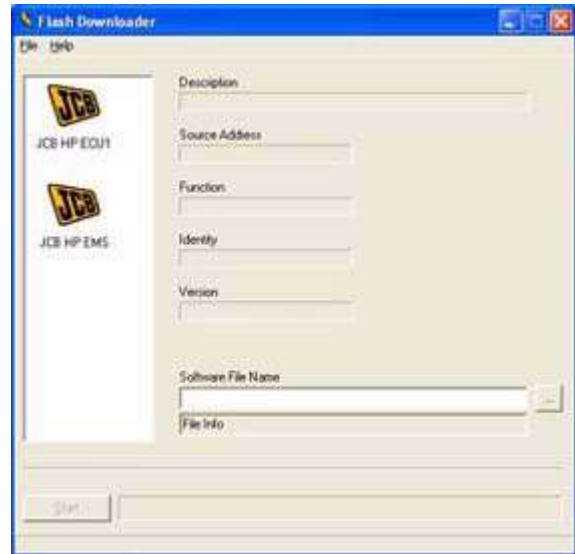 Flash Downloader
File Help
JCB
JCB HP ECU1
JCB
JCB HP EMS
Description
Source Address
Function
Identity
Version
Software File Name
...
File Info
Start